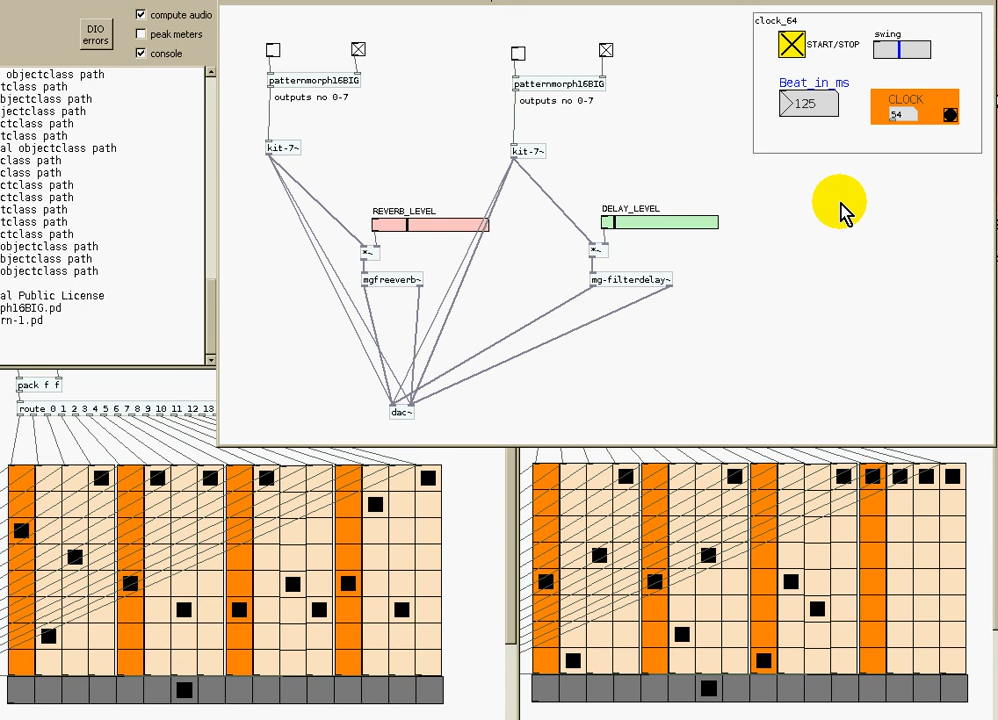 DIO
errors
compute audio
peak meters
console
objectclass path
tclass path
bjectclass path
jectclass path
ctclass path
ctclass path
al objectclass path
class path
class path
ctclass path
ctclass path
ctclass path
tclass path
ctclass path
objectclass path
bjectclass path
objectclass path
al Public License
ph16BIG.pd
rn-1.pd
patternmorph16BIG
outputs no 0-7
kit-7~
REVERB_LEVEL
*~
mgfreeverb~
patternmorph16BIG
outputs no 0-7
kit-7~
DELAY_LEVEL
*~
mg-filterdelay~
dac~
clock_64
START/STOP
swing
Beat_in_ms
125
CLOCK
54
pack f f
route 0 1 2 3 4 5 6 7 8 9 10 11 12 13